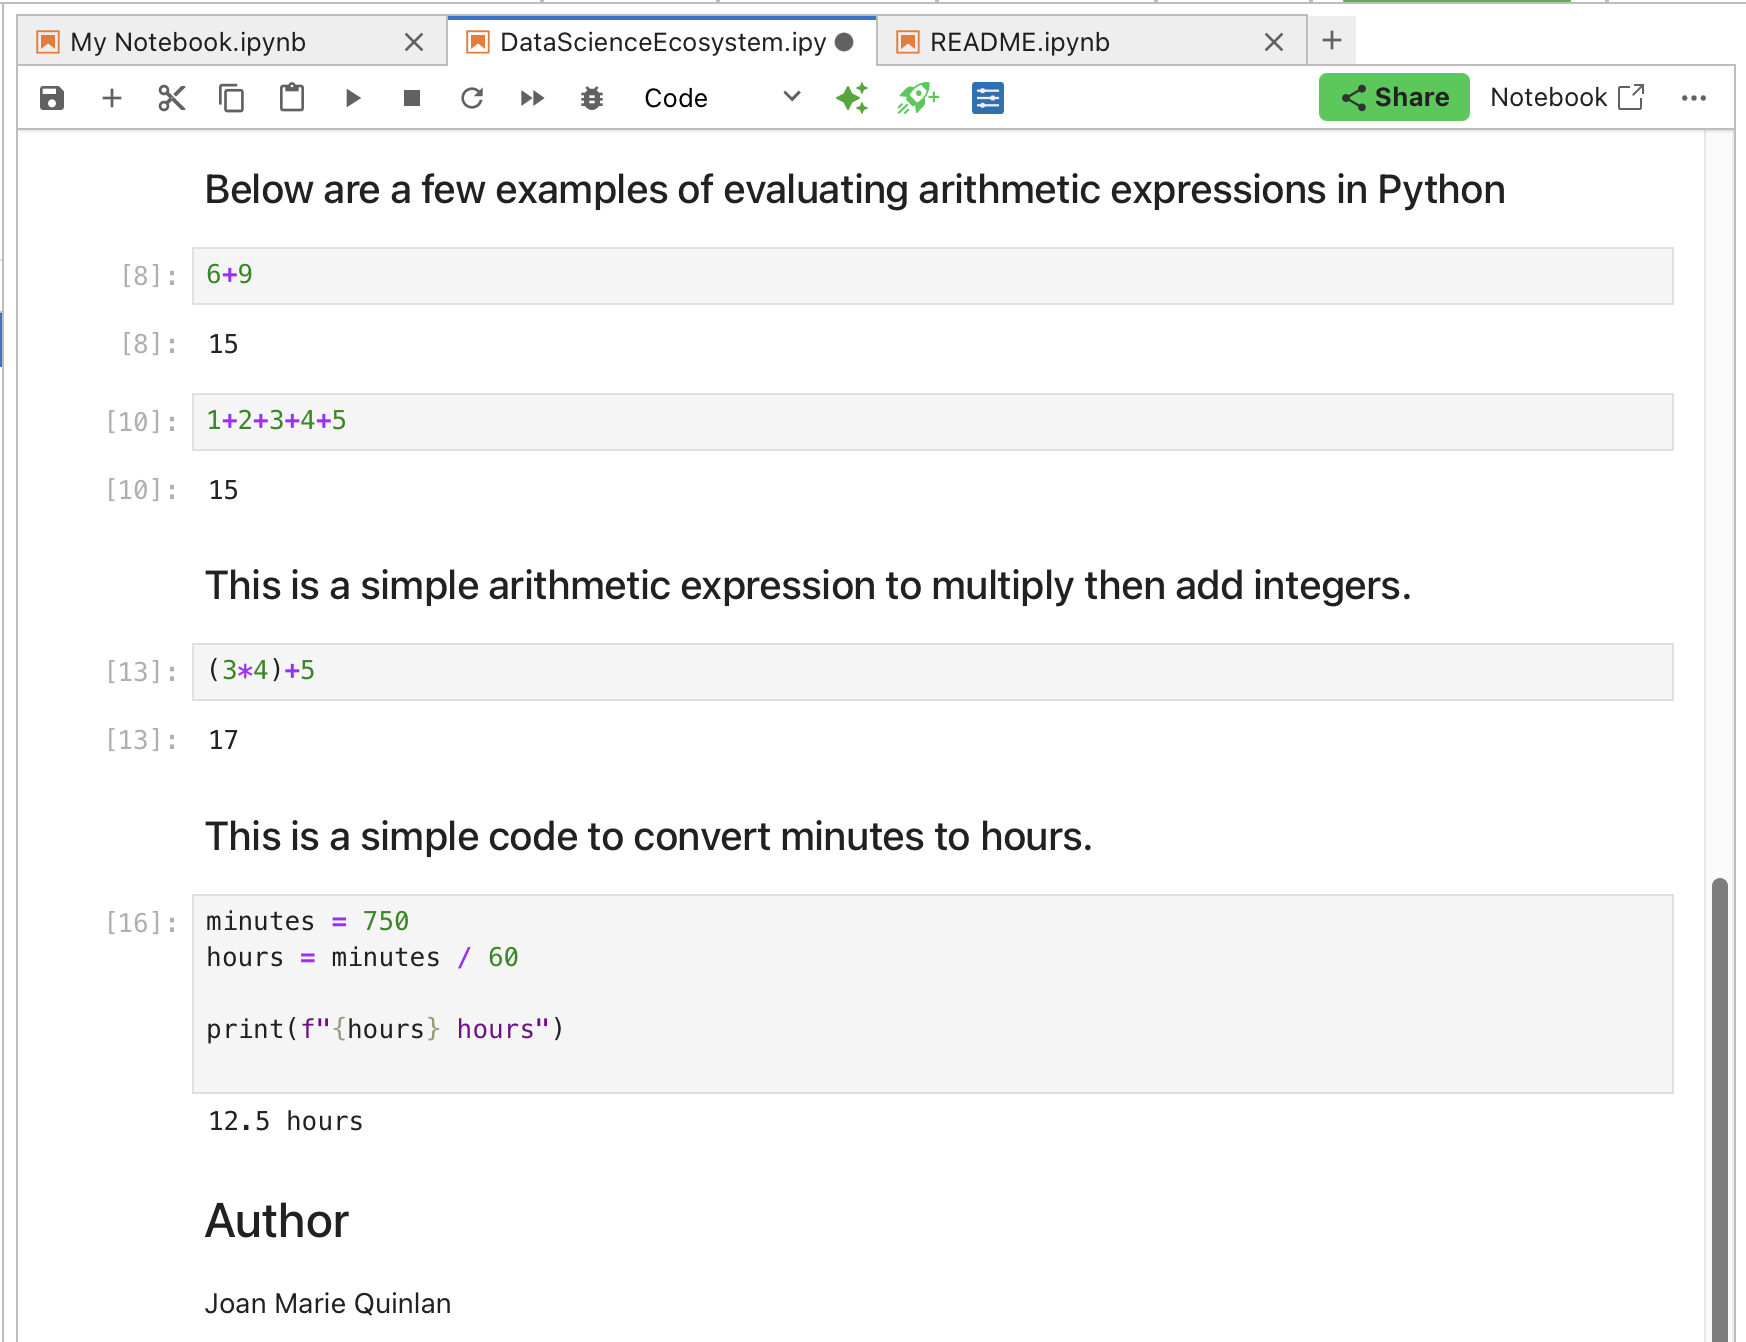 My Notebook.ipynb
DataScienceEcosystem.ipy
README.ipynb
Code
Share
Notebook
Below are a few examples of evaluating arithmetic expressions in Python
[8]: 6+9
[8]: 15
[10]: 1+2+3+4+5
[10]: 15
This is a simple arithmetic expression to multiply then add integers.
[13]: (3*4)+5
[13]: 17
This is a simple code to convert minutes to hours.
[16]: minutes = 750
hours = minutes / 60
print(f"{hours} hours")
12.5 hours
Author
Joan Marie Quinlan